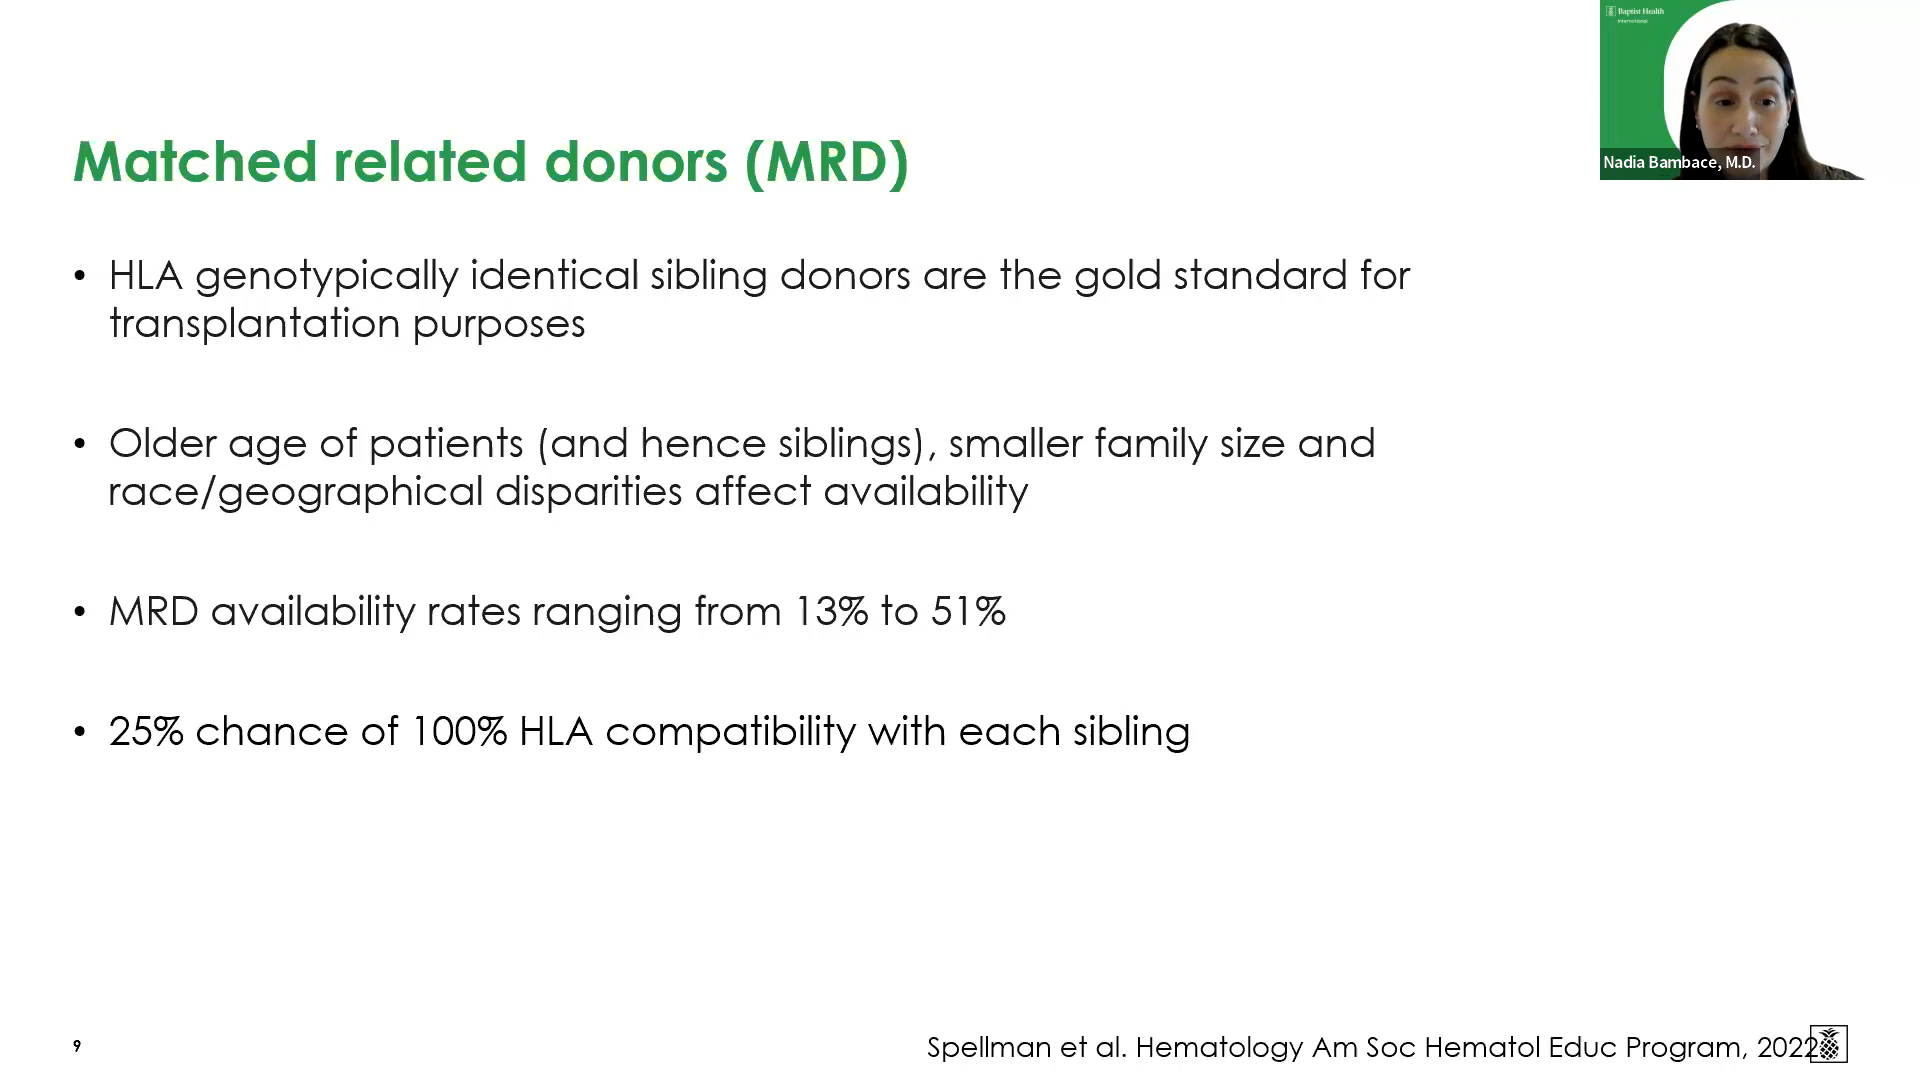 Baptist Health
International
Nadia Bambace, M.D.
Matched related donors (MRD)
• HLA genotypically identical sibling donors are the gold standard for
transplantation purposes
• Older age of patients (and hence siblings), smaller family size and
race/geographical disparities affect availability
• MRD availability rates ranging from 13% to 51%
• 25% chance of 100% HLA compatibility with each sibling
9
Spellman et al. Hematology Am Soc Hematol Educ Program, 2022